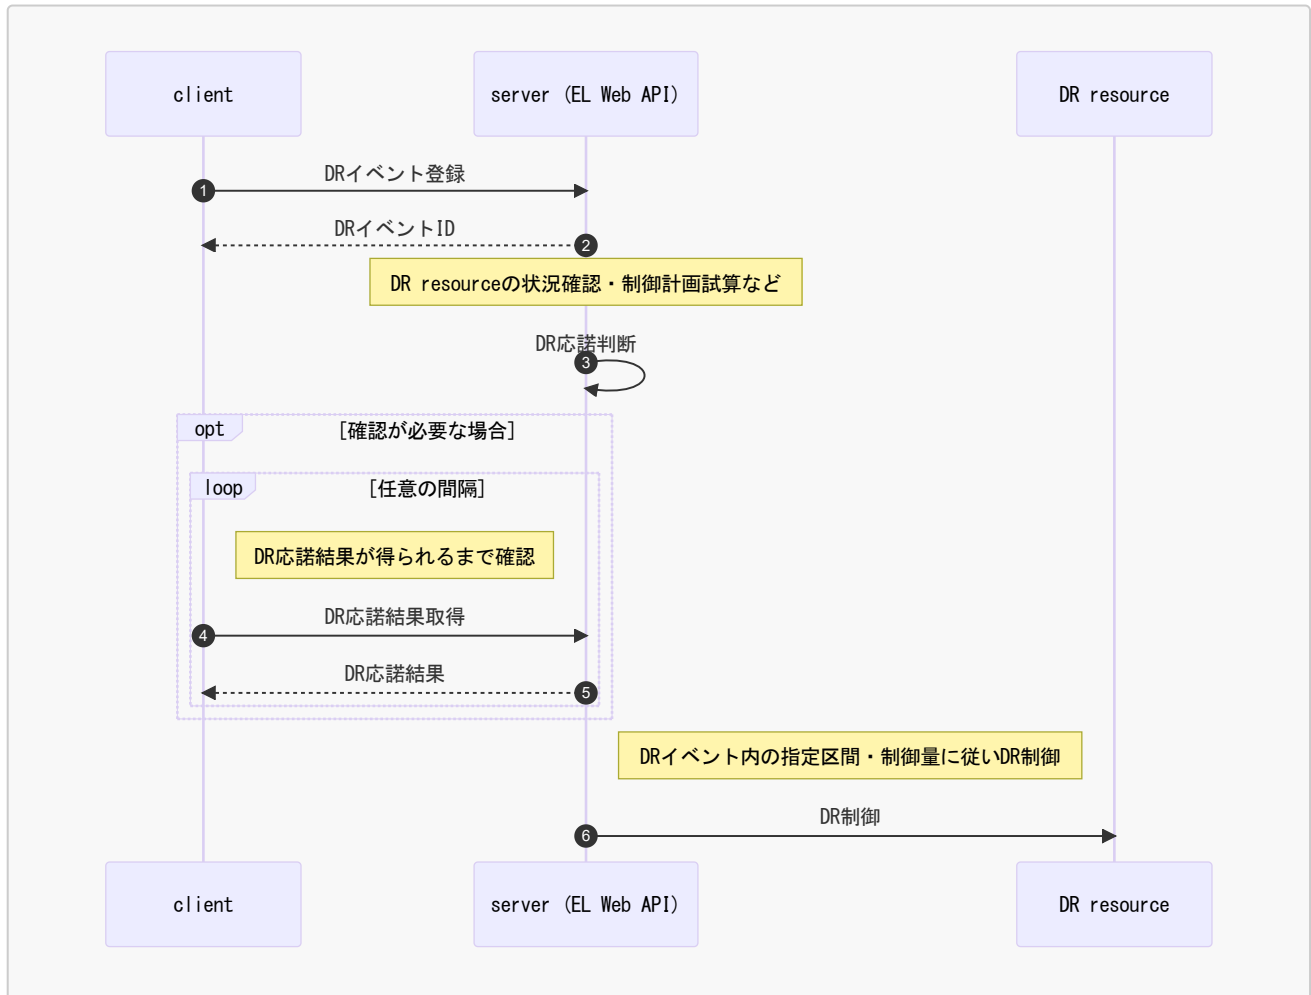 client
server (EL Web API)
DR resource
DRイベント登録
1
DRイベントID
2
DR resourceの状況確認・制御計画試算など
DR応諾判断
3
opt
[確認が必要な場合]
loop
[任意の間隔]
DR応諾結果が得られるまで確認
DR応諾結果取得
4
DR応諾結果
5
DRイベント内の指定区間・制御量に従いDR制御
DR制御
6
client
server (EL Web API)
DR resource